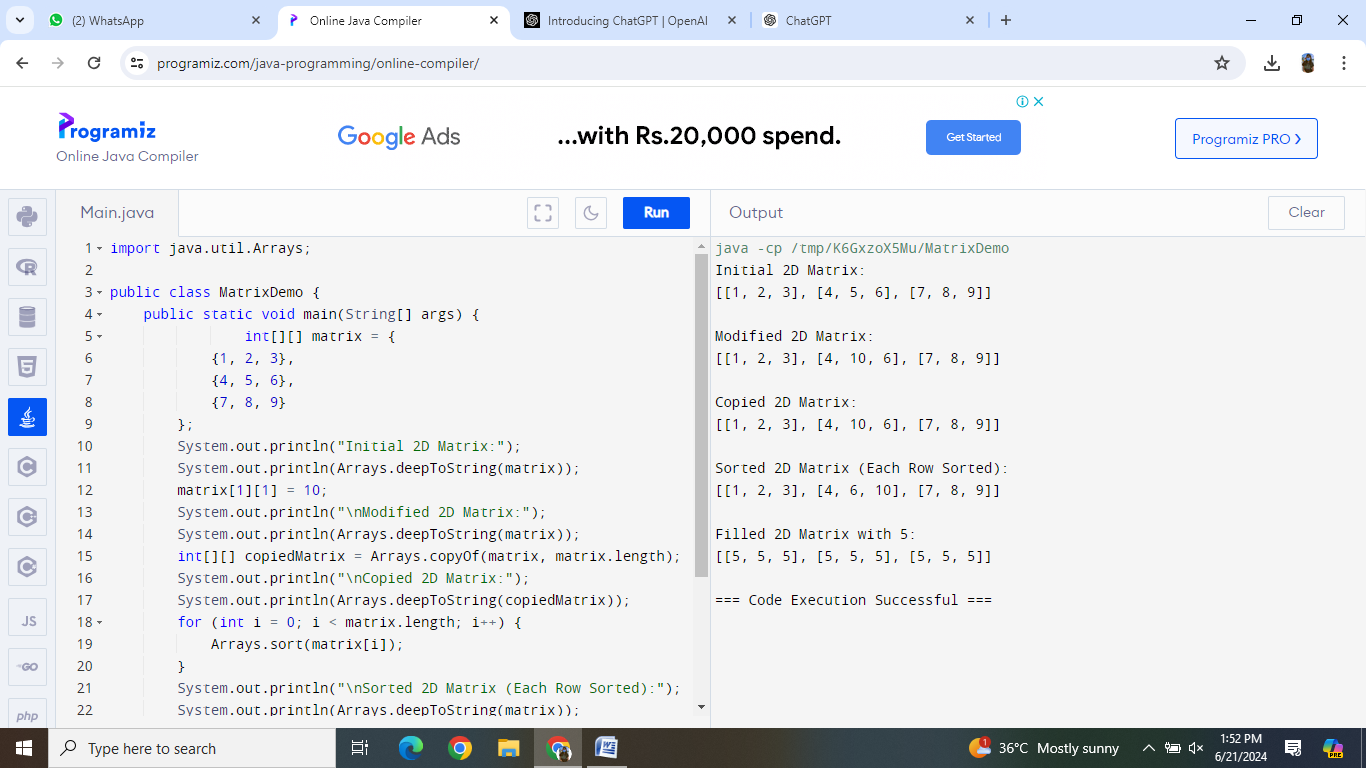 (2) WhatsApp
Online Java Compiler
Introducing ChatGPT | OpenAI
ChatGPT
programiz.com/java-programming/online-compiler/
Programiz
Online Java Compiler
Google Ads
...with Rs.20,000 spend.
Get Started
Programiz PRO >
Main.java
Run
Output
Clear
1 import java.util.Arrays;
2
3 public class MatrixDemo {
4 public static void main(String[] args) {
5 int[][] matrix = {
6 {1, 2, 3},
7 {4, 5, 6},
8 {7, 8, 9}
9 };
10 System.out.println("Initial 2D Matrix:");
11 System.out.println(Arrays.deepToString(matrix));
12 matrix[1][1] = 10;
13 System.out.println("\nModified 2D Matrix:");
14 System.out.println(Arrays.deepToString(matrix));
15 int[][] copiedMatrix = Arrays.copyOf(matrix, matrix.length);
16 System.out.println("\nCopied 2D Matrix:");
17 System.out.println(Arrays.deepToString(copiedMatrix));
18 for (int i = 0; i < matrix.length; i++) {
19 Arrays.sort(matrix[i]);
20 }
21 System.out.println("\nSorted 2D Matrix (Each Row Sorted):");
22 System.out.println(Arrays.deepToString(matrix));
java -cp /tmp/K6GxzoX5Mu/MatrixDemo
Initial 2D Matrix:
[[1, 2, 3], [4, 5, 6], [7, 8, 9]]
Modified 2D Matrix:
[[1, 2, 3], [4, 10, 6], [7, 8, 9]]
Copied 2D Matrix:
[[1, 2, 3], [4, 10, 6], [7, 8, 9]]
Sorted 2D Matrix (Each Row Sorted):
[[1, 2, 3], [4, 6, 10], [7, 8, 9]]
Filled 2D Matrix with 5:
[[5, 5, 5], [5, 5, 5], [5, 5, 5]]
=== Code Execution Successful ===
JS
GO
php
Type here to search
1
36°C Mostly sunny
1:52 PM
6/21/2024
PRE